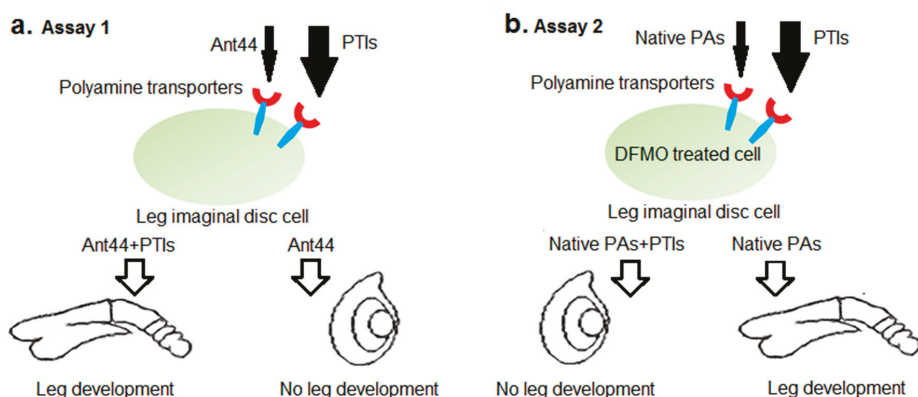 a. Assay 1
Ant44
PTIs
Polyamine transporters
Leg imaginal disc cell
Ant44+PTIs
Ant44
Leg development
No leg development
b. Assay 2
Native PAs
PTIs
Polyamine transporters
DFMO treated cell
Leg imaginal disc cell
Native PAs+PTIs
Native PAs
No leg development
Leg development